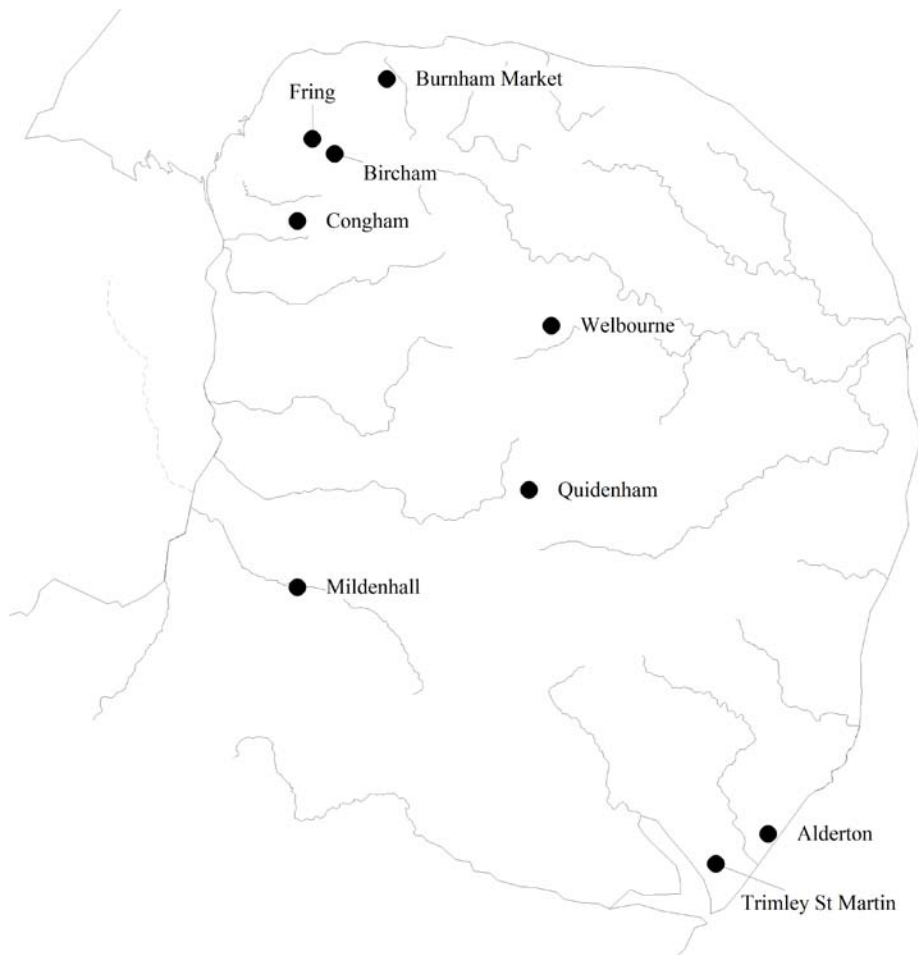 Burnham Market
Fring
Bircham
Congham
Welbourne
Quidenham
Mildenhall
Alderton
Trimley St Martin